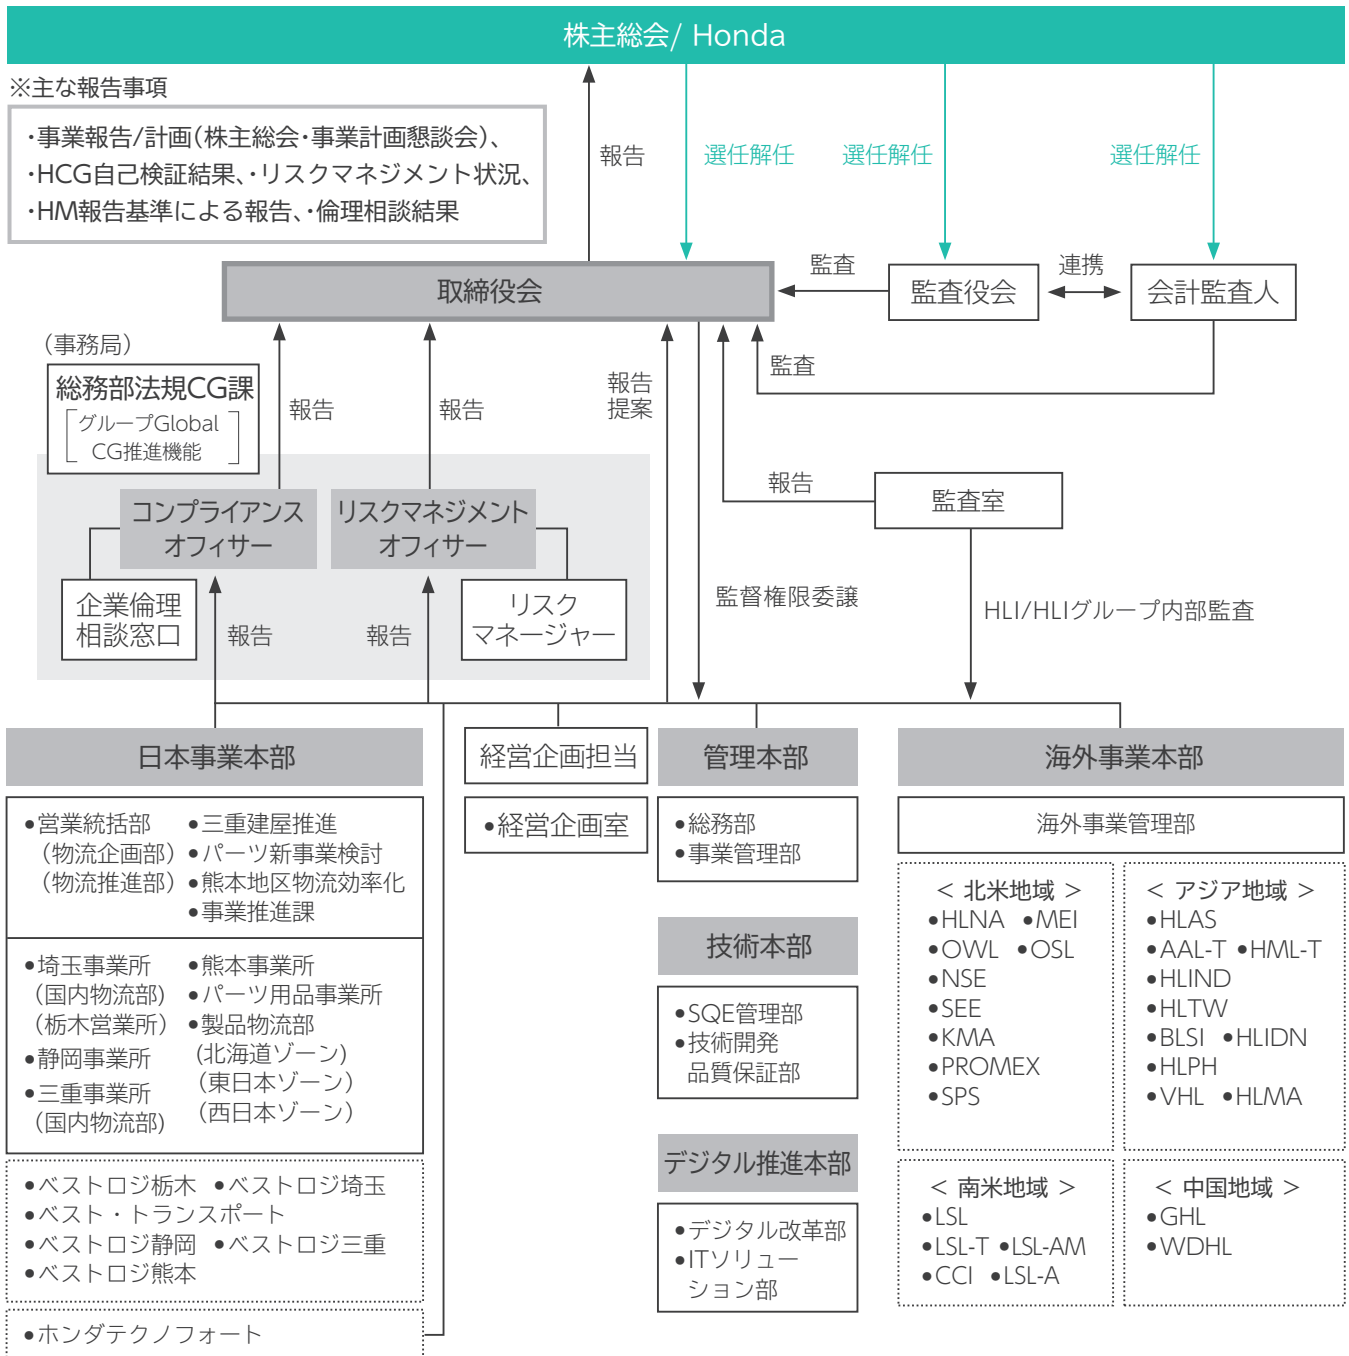 株主総会/ Honda
※主な報告事項
・事業報告/計画（株主総会・事業計画懇談会）、
・HCG自己検証結果、・リスクマネジメント状況、
・HM報告基準による報告、・倫理相談結果
報告
選任解任
選任解任
選任解任
取締役会
監査
監査役会
連携
会計監査人
（事務局）
総務部法規CG課
グループGlobal
CG推進機能
報告
報告
報告
提案
監査
報告
監査室
コンプライアンス
オフィサー
リスクマネジメント
オフィサー
企業倫理
相談窓口
報告
報告
リスク
マネージャー
監督権限委譲
HLI/HLIグループ内部監査
日本事業本部
●営業統括部
（物流企画部）
（物流推進部）
●三重建屋推進
●パーツ新事業検討
●熊本地区物流効率化
●事業推進課
●埼玉事業所
（国内物流部）
（栃木営業所）
●静岡事業所
●三重事業所
（国内物流部）
●熊本事業所
●パーツ用品事業所
●製品物流部
（北海道ゾーン）
（東日本ゾーン）
（西日本ゾーン）
●ベストロジ栃木 ●ベストロジ埼玉
●ベスト・トランスポート
●ベストロジ静岡 ●ベストロジ三重
●ベストロジ熊本
●ホンダテクノフォート
経営企画担当
●経営企画室
管理本部
●総務部
●事業管理部
技術本部
●SQE管理部
●技術開発
品質保証部
デジタル推進本部
●デジタル改革部
●ITソリュー
ション部
海外事業本部
海外事業管理部
＜ 北米地域 ＞
●HLNA ●MEI
●OWL ●OSL
●NSE
●SEE
●KMA
●PROMEX
●SPS
＜ アジア地域 ＞
●HLAS
●AAL-T ●HML-T
●HLIND
●HLTW
●BLSI ●HLIDN
●HLPH
●VHL ●HLMA
＜ 南米地域 ＞
●LSL
●LSL-T ●LSL-AM
●CCI ●LSL-A
＜ 中国地域 ＞
●GHL
●WDHL